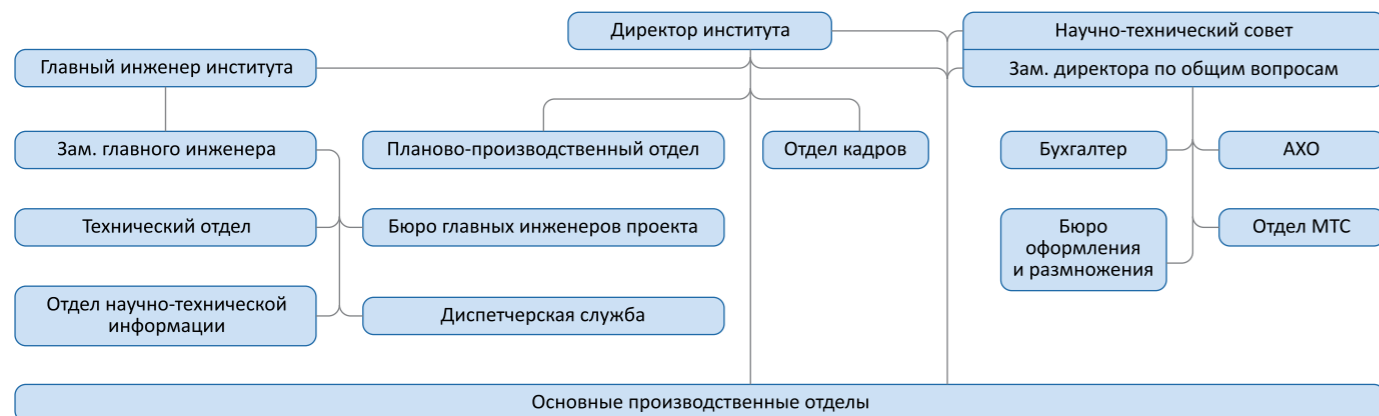 Директор института
Научно-технический совет
Главный инженер института
Зам. директора по общим вопросам
Зам. главного инженера
Планово-производственный отдел
Отдел кадров
Бухгалтер
АХО
Технический отдел
Бюро главных инженеров проекта
Бюро
оформления
и размножения
Отдел МТС
Отдел научно-технической
информации
Диспетчерская служба
Основные производственные отделы